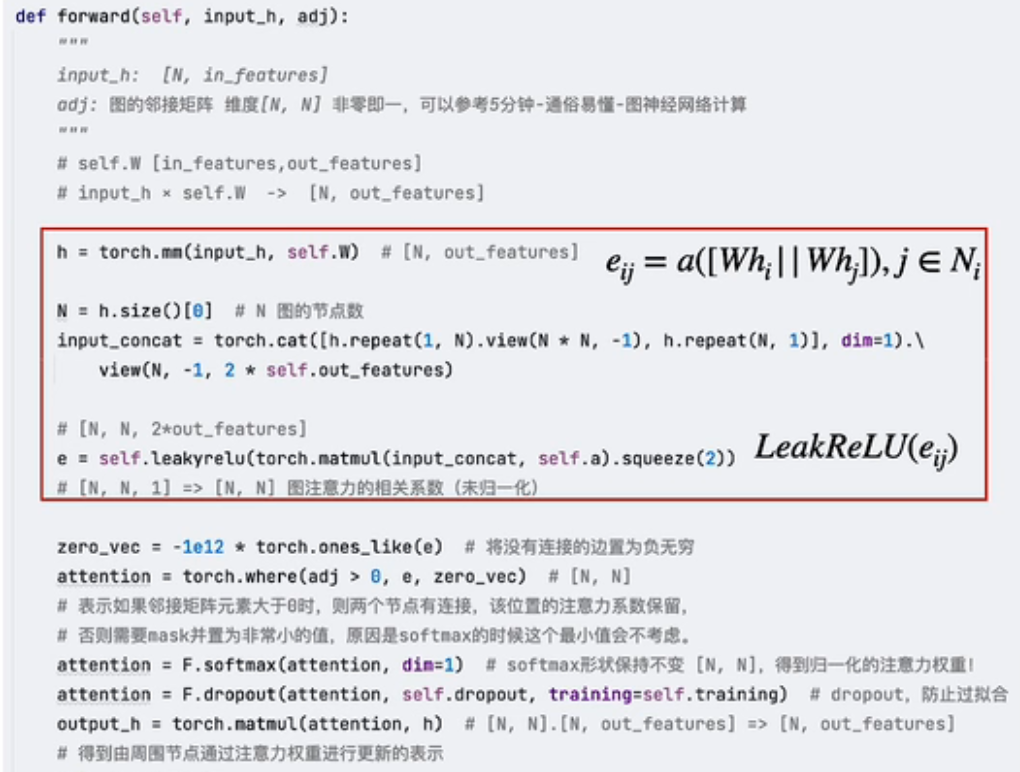 def forward(self, input_h, adj):
"""
input_h:  [N, in_features]
adj: 图的邻接矩阵 维度[N, N] 非零即一，可以参考5分钟-通俗易懂-图神经网络计算
"""
# self.W [in_features,out_features]
# input_h × self.W  ->  [N, out_features]
h = torch.mm(input_h, self.W)  # [N, out_features]
e_{ij} = a([Wh_i||Wh_j]), j ∈ N_i
N = h.size()[0]  # N 图的节点数
input_concat = torch.cat([h.repeat(1, N).view(N * N, -1), h.repeat(N, 1)], dim=1).\
view(N, -1, 2 * self.out_features)
# [N, N, 2*out_features]
e = self.leakyrelu(torch.matmul(input_concat, self.a).squeeze(2))
LeakReLU(e_{ij})
# [N, N, 1] => [N, N] 图注意力的相关系数（未归一化）
zero_vec = -1e12 * torch.ones_like(e)  # 将没有连接的边置为负无穷
attention = torch.where(adj > 0, e, zero_vec)  # [N, N]
# 表示如果邻接矩阵元素大于0时，则两个节点有连接，该位置的注意力系数保留，
# 否则需要mask并置为非常小的值，原因是softmax的时候这个最小值会不考虑。
attention = F.softmax(attention, dim=1)  # softmax形状保持不变 [N, N]，得到归一化的注意力权重！
attention = F.dropout(attention, self.dropout, training=self.training)  # dropout，防止过拟合
output_h = torch.matmul(attention, h)  # [N, N].[N, out_features] => [N, out_features]
# 得到由周围节点通过注意力权重进行更新的表示